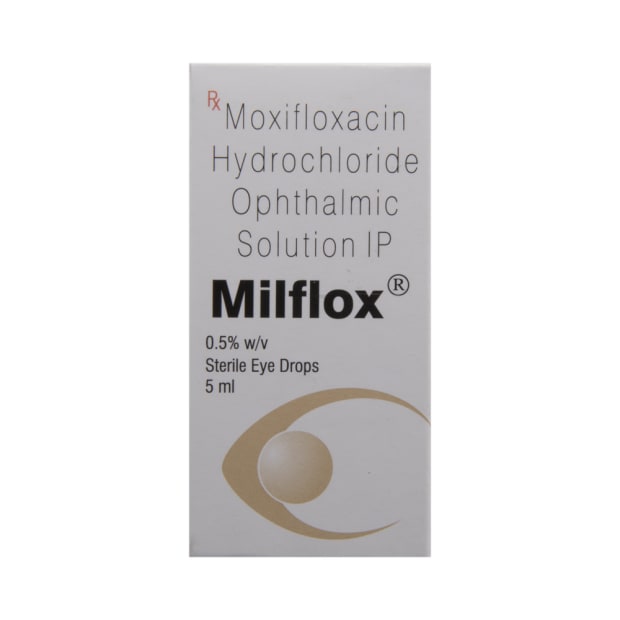 Rx Moxifloxacin
Hydrochloride
Ophthalmic
Solution IP
Milflox®
0.5% w/v
Sterile Eye Drops
5 ml